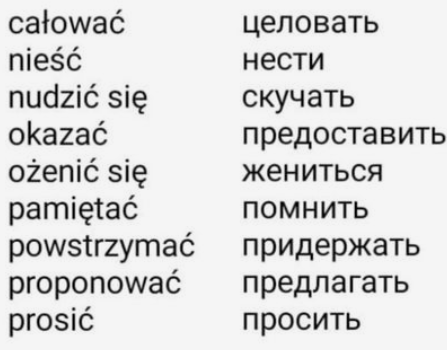 całować целовать
nieść нести
nudzić się скучать
okazać предоставить
ożenić się жениться
pamiętać помнить
powstrzymać придержать
proponować предлагать
prosić просить